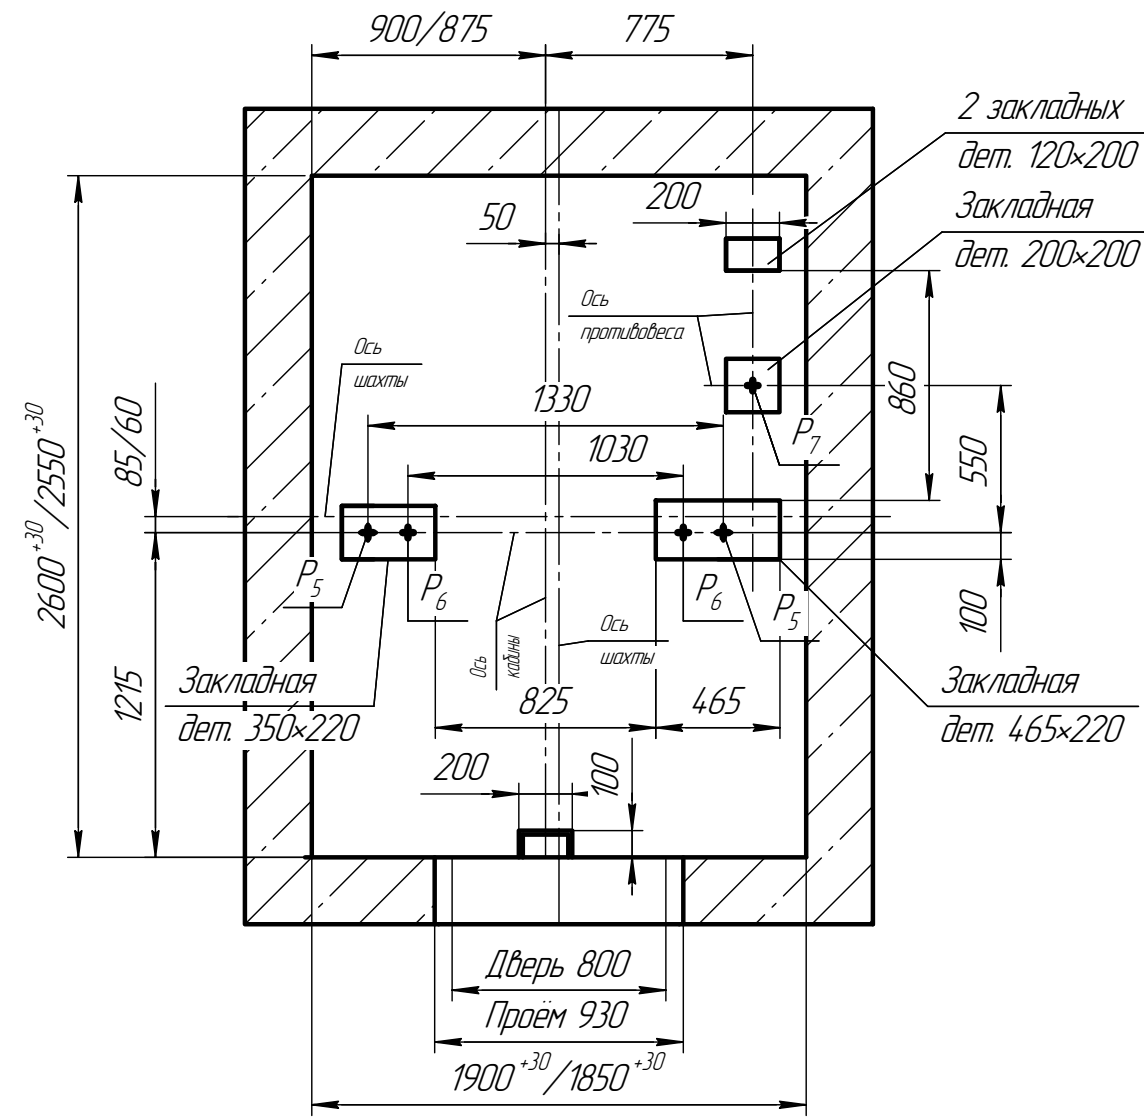 900/875
775
2 закладных
дет. 120×200
Закладная
дет. 200×200
200
50
Ось
противовеса
Ось
шахты
1330
860
P7
1030
550
85/60
2600+30/2550+30
P5
P6
P6
P5
100
Ось
шахты
Ось
кабины
1215
Закладная
дет. 350×220
825
465
Закладная
дет. 465×220
200
100
Дверь 800
Проём 930
1900+30/1850+30